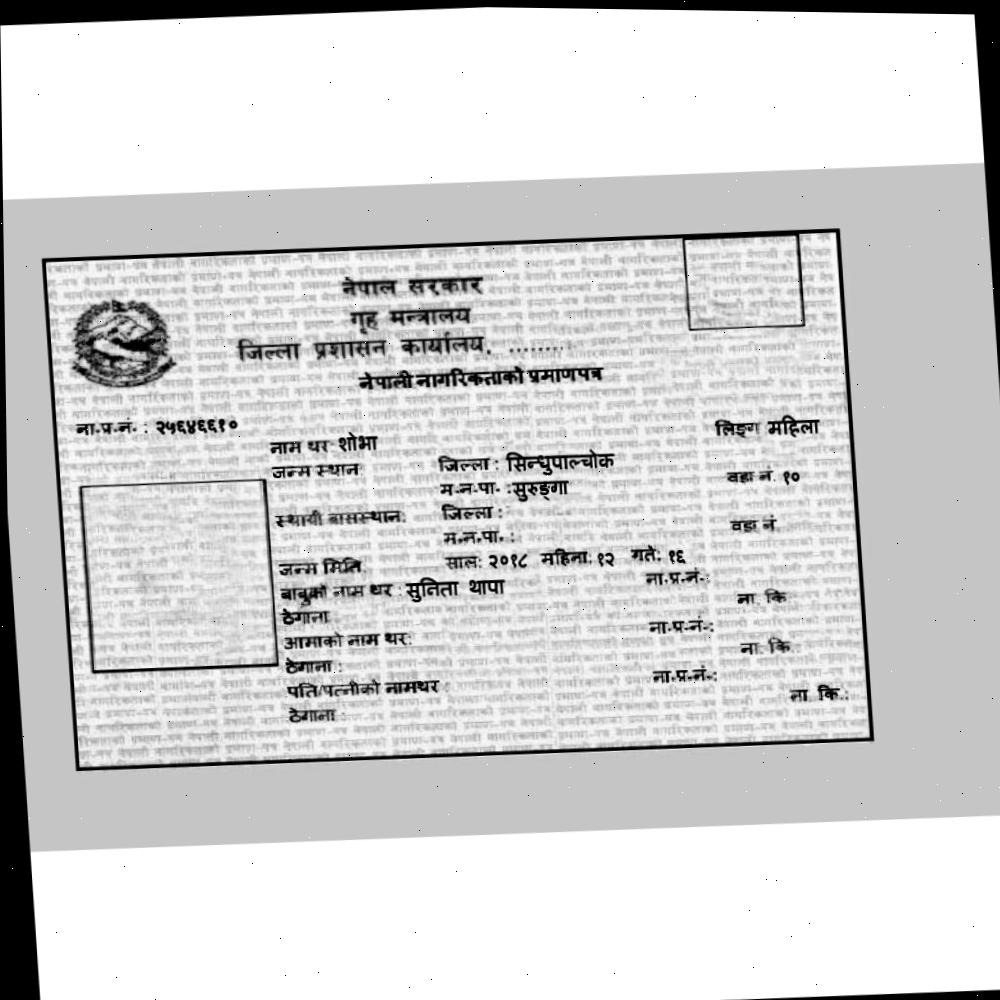 नेपाल सरकार
गृह मन्त्रालय
जिल्ला प्रशासन कार्यालय, ..........
नेपाली नागरिकताको प्रमाणपत्र
ना.प्र.नं. : २५६४६६१० लिङ्ग महिला
नाम थर शोभा
जन्म स्थान: जिल्ला : सिन्धुपाल्चोक वडा नं. १०
म.न.पा. : सुरुङ्गा
स्थायी बासस्थान: जिल्ला : वडा नं.
म.न.पा. :
जन्म मिति: साल: २०१८ महिना: १२ गते: १६
बाबुको नाम थर : सुनिता थापा ना.प्र.नं.:
ठेगाना : ना. कि.
आमाको नाम थर: ना.प्र.नं.:
ठेगाना : ना. कि.:
पति/पत्नीको नामथर : ना.प्र.नं.:
ठेगाना : ना. कि.: